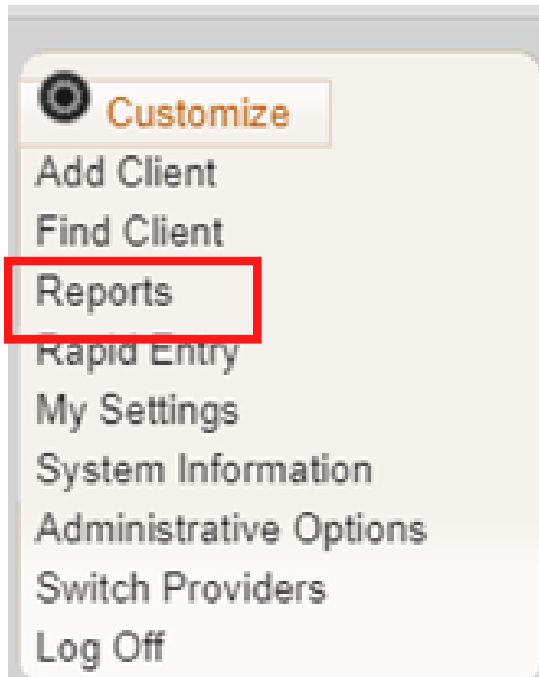 Customize
Add Client
Find Client
Reports
Rapid Entry
My Settings
System Information
Administrative Options
Switch Providers
Log Off